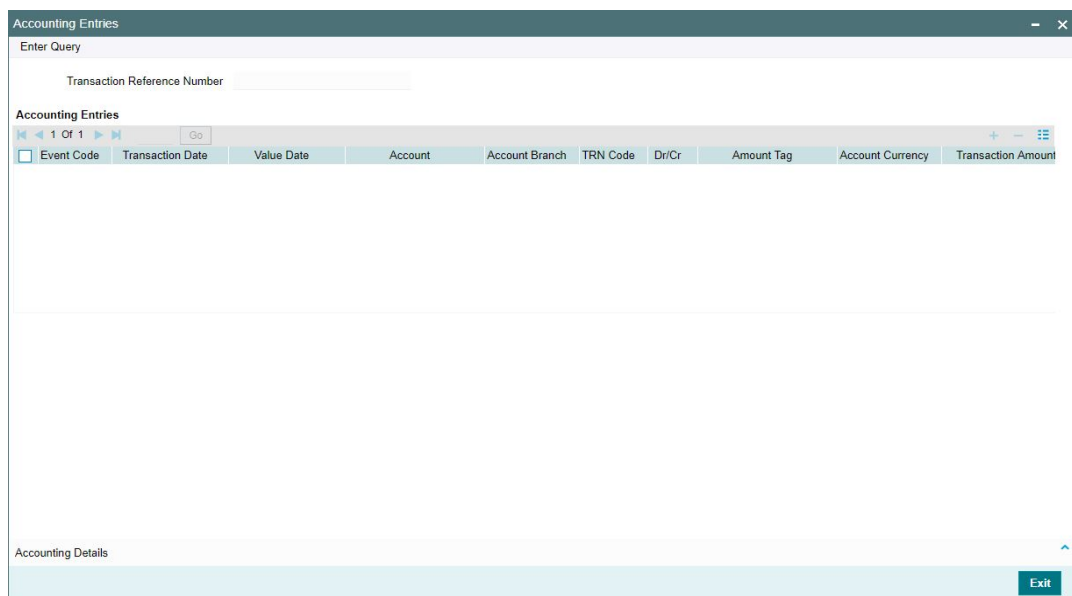 Accounting Entries
Enter Query
Transaction Reference Number
Accounting Entries
1 Of 1 Go
Event Code Transaction Date Value Date Account Account Branch TRN Code Dr/Cr Amount Tag Account Currency Transaction Amount
Accounting Details
Exit